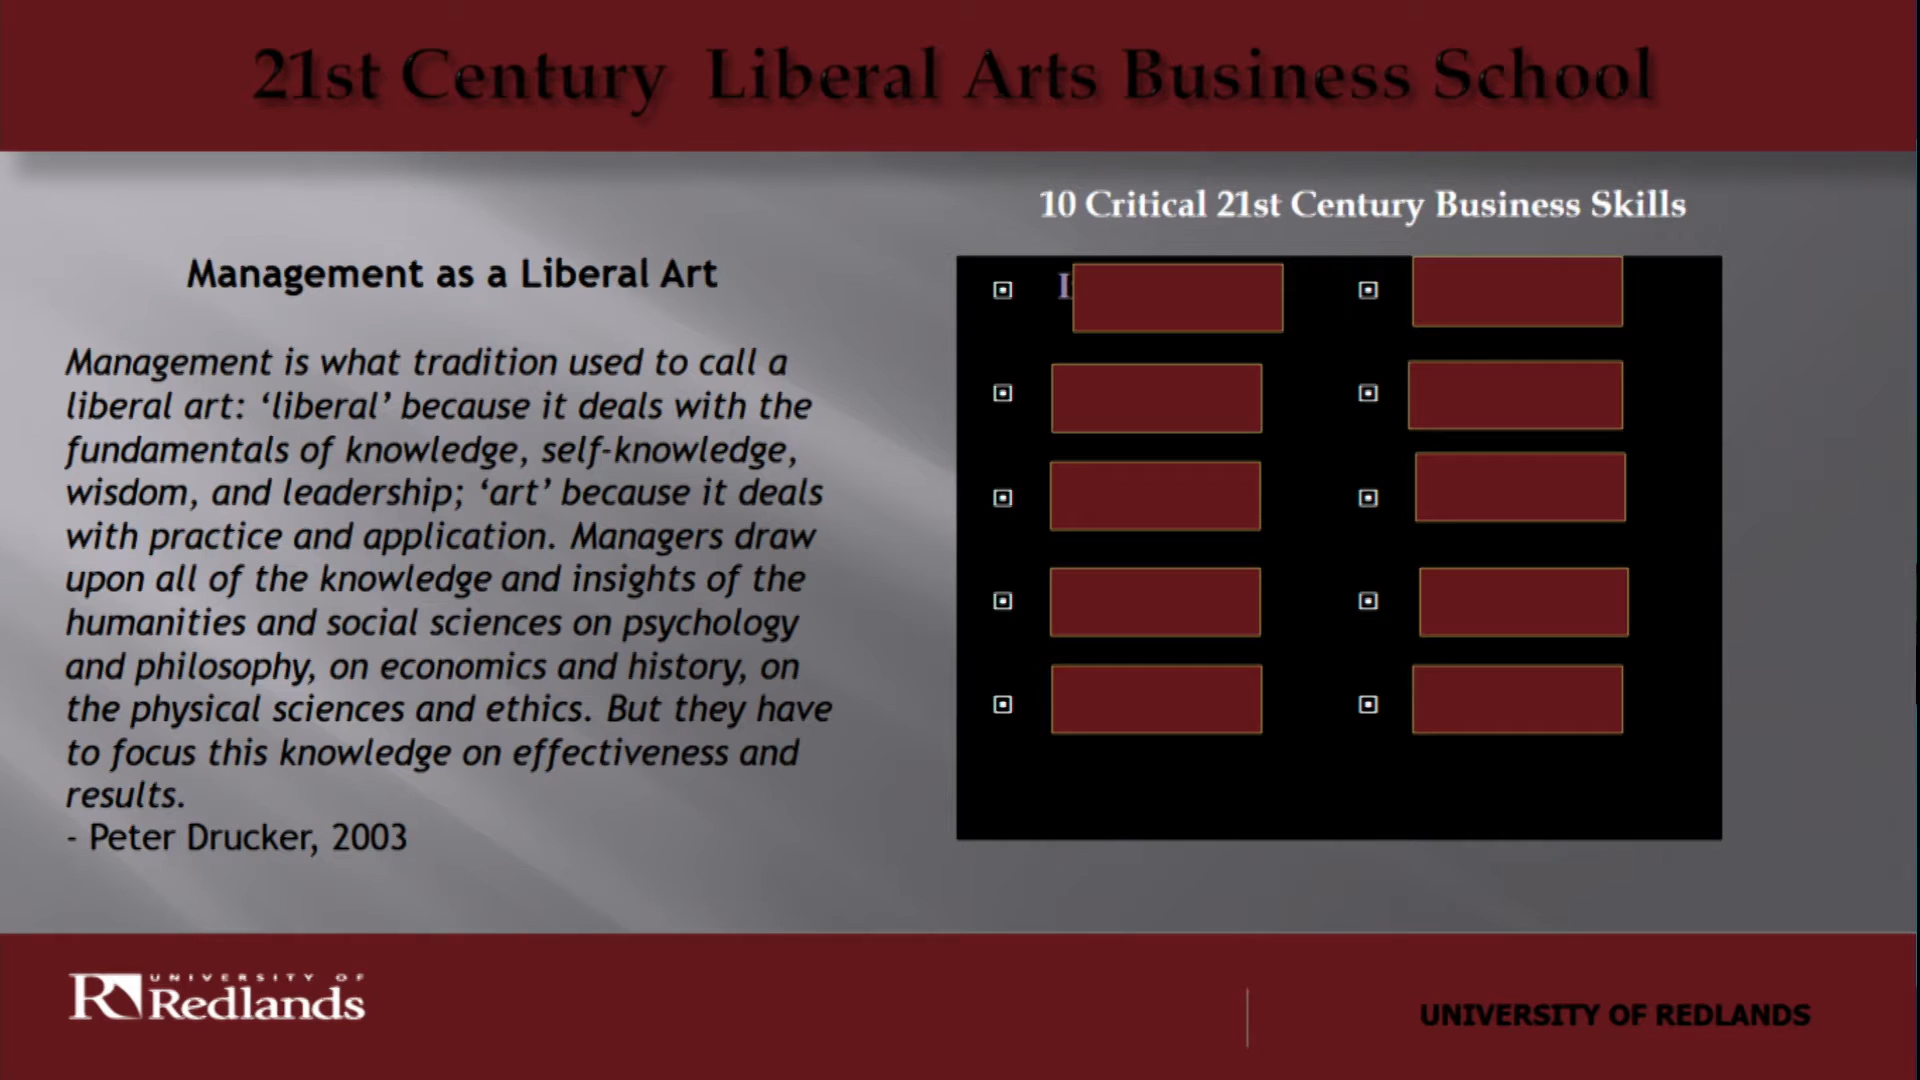 21st Century Liberal Arts Business School
10 Critical 21st Century Business Skills
Management as a Liberal Art
Management is what tradition used to call a
liberal art: ‘liberal’ because it deals with the
fundamentals of knowledge, self-knowledge,
wisdom, and leadership; ‘art’ because it deals
with practice and application. Managers draw
upon all of the knowledge and insights of the
humanities and social sciences on psychology
and philosophy, on economics and history, on
the physical sciences and ethics. But they have
to focus this knowledge on effectiveness and
results.
- Peter Drucker, 2003
UNIVERSITY OF
Redlands
UNIVERSITY OF REDLANDS